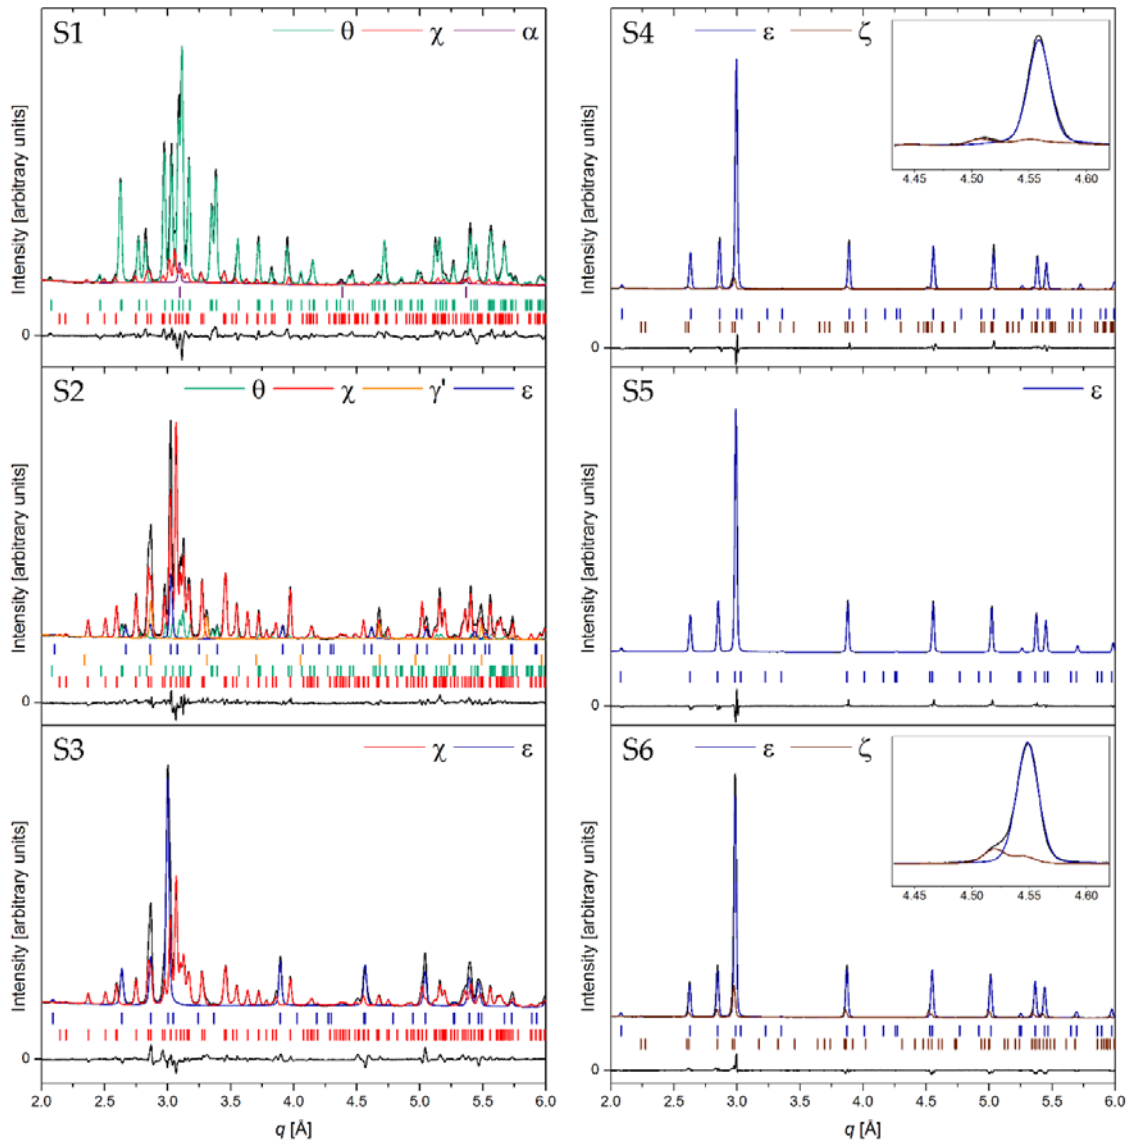 S1 θ χ α
Intensity [arbitrary units]
0
S2 θ χ γ' ε
Intensity [arbitrary units]
0
S3 χ ε
Intensity [arbitrary units]
0
2.0 2.5 3.0 3.5 4.0 4.5 5.0 5.5 6.0
q [Å]
S4 ε ζ
Intensity [arbitrary units]
4.45 4.50 4.55 4.60
0
S5 ε
Intensity [arbitrary units]
0
S6 ε ζ
Intensity [arbitrary units]
4.45 4.50 4.55 4.60
0
2.0 2.5 3.0 3.5 4.0 4.5 5.0 5.5 6.0
q [Å]